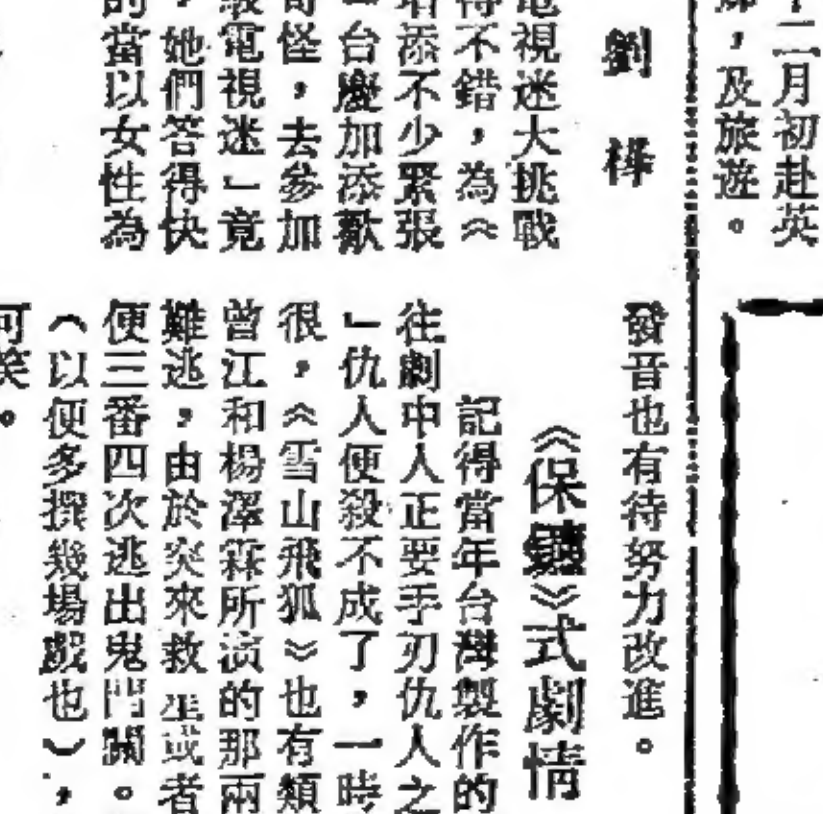 十二月初赴英
，及旅遊。
劉樺
電視迷大挑戰
得不錯，為《
增添不少緊張
台慶加添歡
奇怪，去參加
級電視迷」竟
，她們答得快
的當以女性為
發音也有待努力改進。
《保鑣》式劇情
記得當年台灣製作的
往劇中人正要手刃仇人之
」仇人便殺不成了，一時
很，《雪山飛狐》也有類
曾江和楊澤霖所演的那兩
難逃，由於突來救星或者
便三番四次逃出鬼門關。
（以便多撰幾場戲也），
可笑。